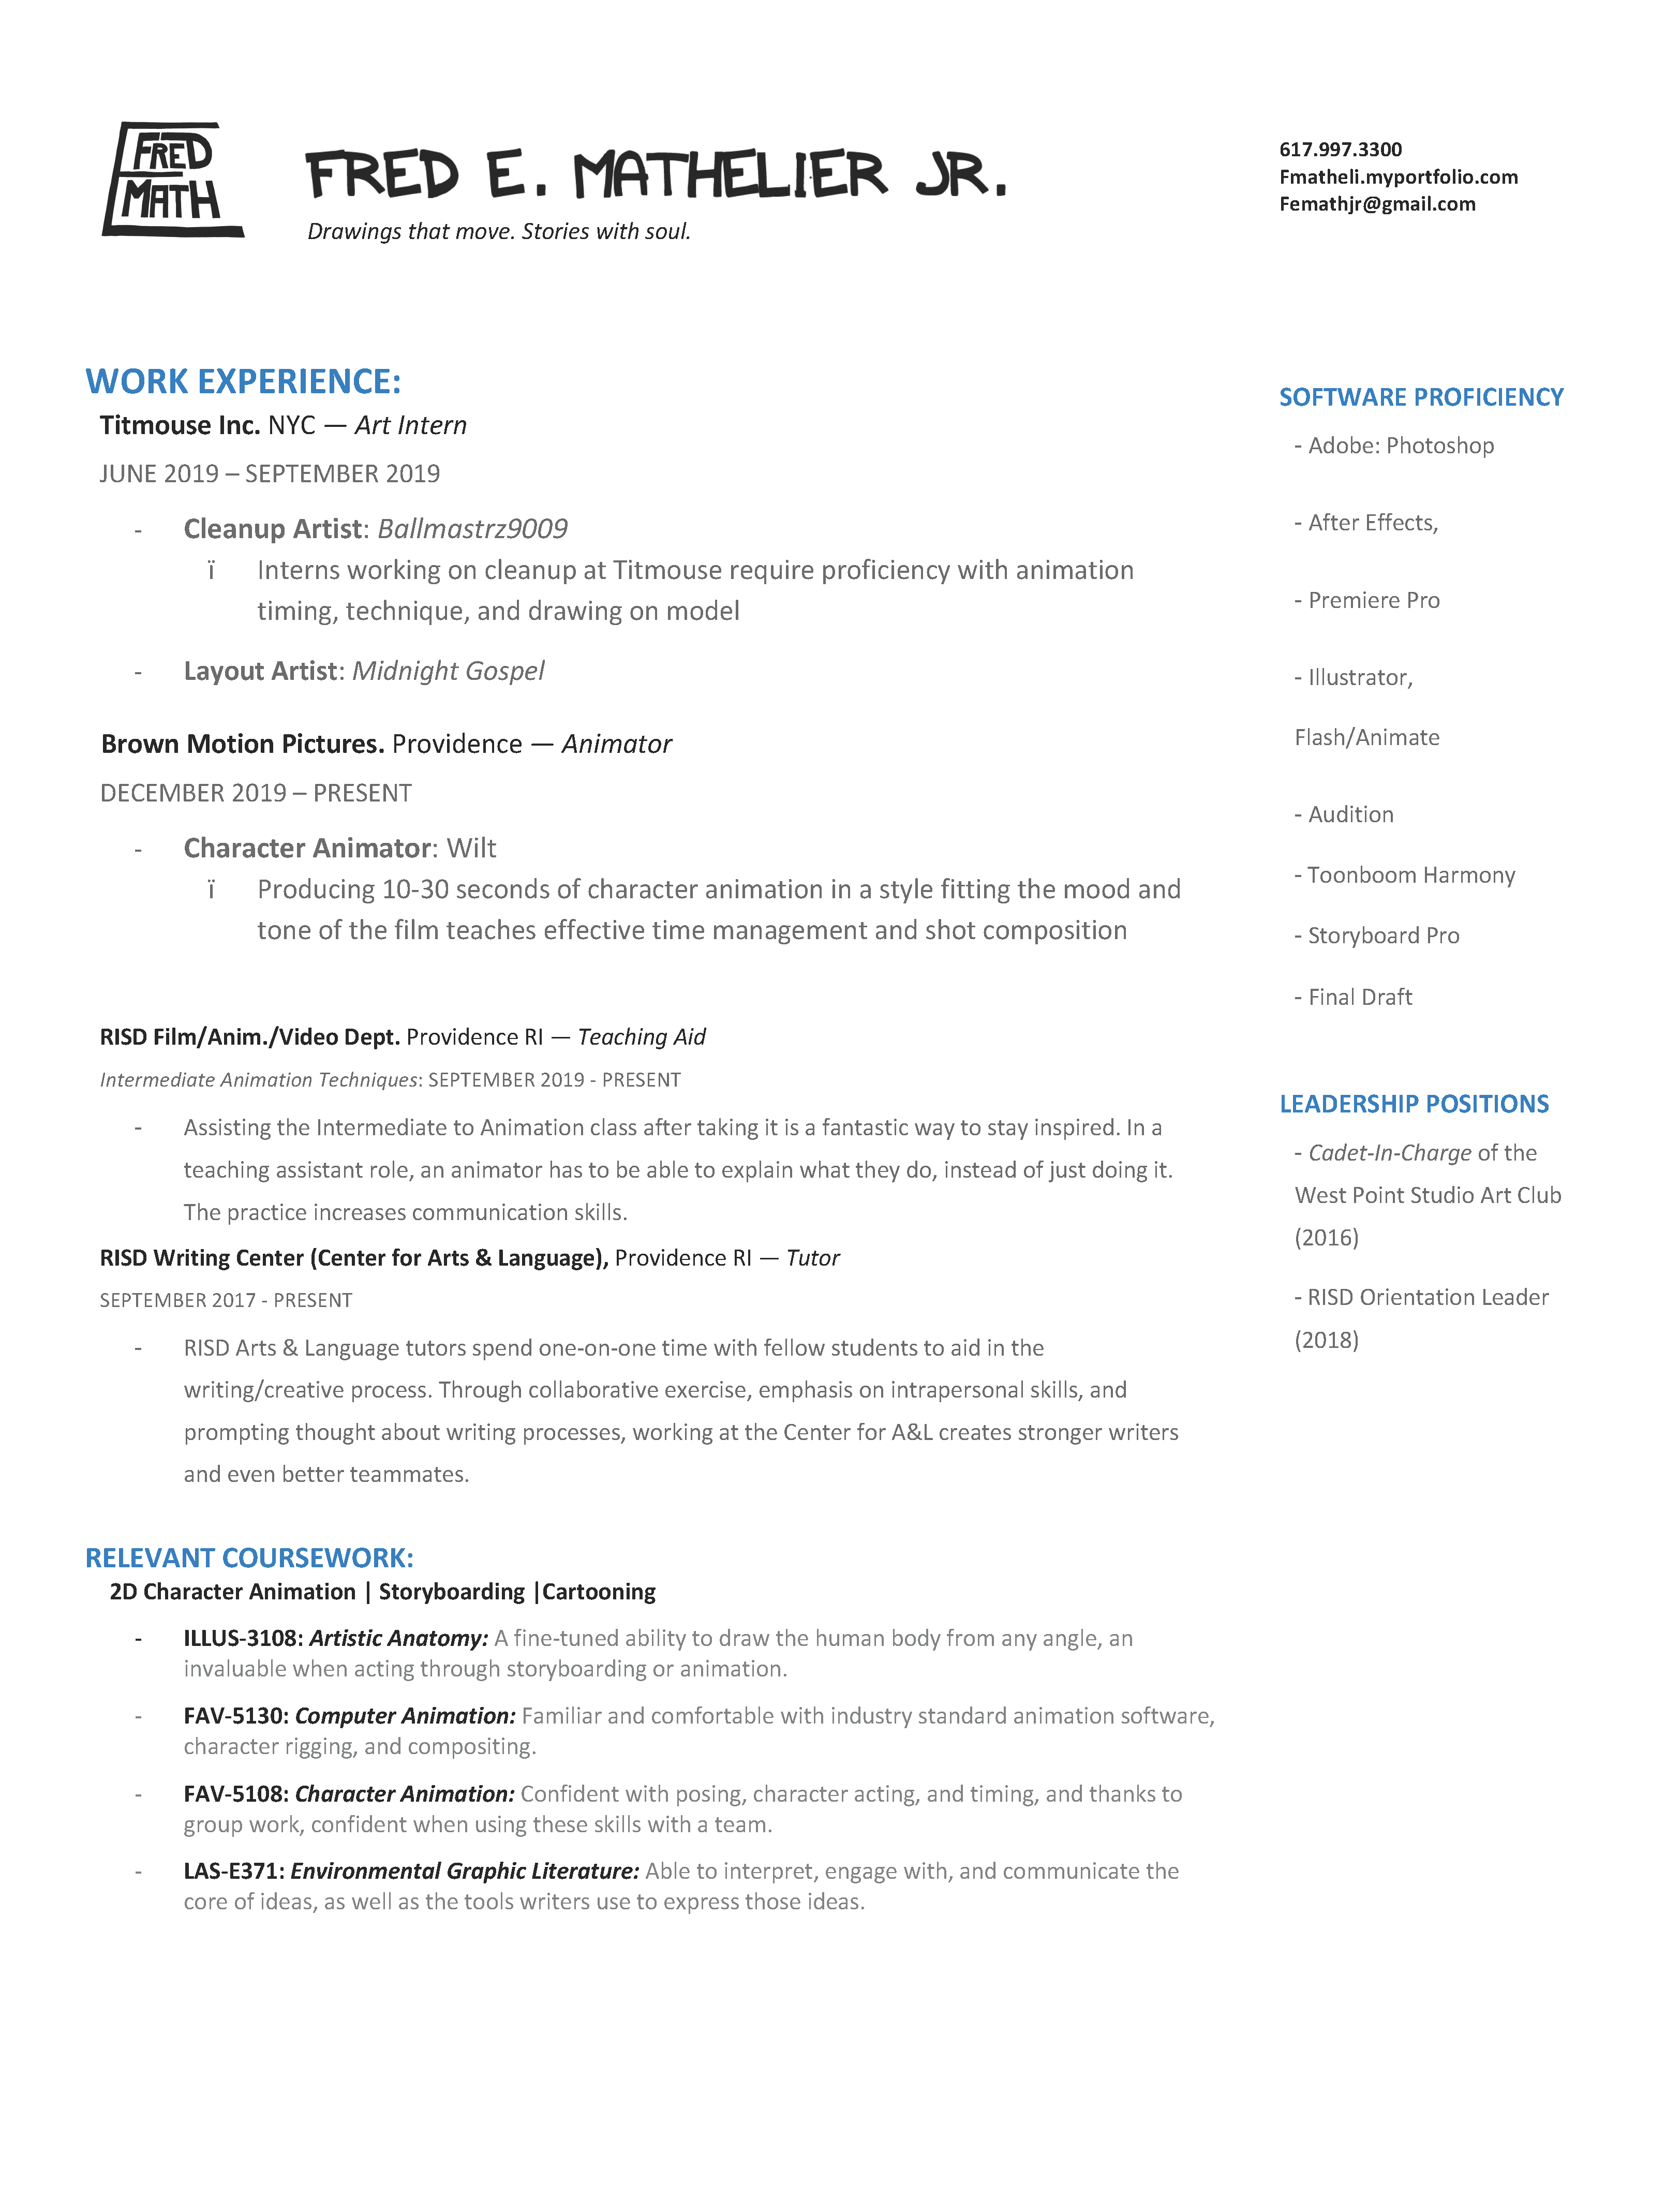 FRED
MATH
FRED E. MATHELIER JR.
Drawings that move. Stories with soul.
617.997.3300
Fmatheli.myportfolio.com
Femathjr@gmail.com
WORK EXPERIENCE:
Titmouse Inc. NYC — Art Intern
JUNE 2019 – SEPTEMBER 2019
- Cleanup Artist: Ballmastrz9009
ï Interns working on cleanup at Titmouse require proficiency with animation
timing, technique, and drawing on model
- Layout Artist: Midnight Gospel
Brown Motion Pictures. Providence — Animator
DECEMBER 2019 – PRESENT
- Character Animator: Wilt
ï Producing 10-30 seconds of character animation in a style fitting the mood and
tone of the film teaches effective time management and shot composition
RISD Film/Anim./Video Dept. Providence RI — Teaching Aid
Intermediate Animation Techniques: SEPTEMBER 2019 - PRESENT
- Assisting the Intermediate to Animation class after taking it is a fantastic way to stay inspired. In a
teaching assistant role, an animator has to be able to explain what they do, instead of just doing it.
The practice increases communication skills.
RISD Writing Center (Center for Arts & Language), Providence RI — Tutor
SEPTEMBER 2017 - PRESENT
- RISD Arts & Language tutors spend one-on-one time with fellow students to aid in the
writing/creative process. Through collaborative exercise, emphasis on intrapersonal skills, and
prompting thought about writing processes, working at the Center for A&L creates stronger writers
and even better teammates.
RELEVANT COURSEWORK:
2D Character Animation | Storyboarding |Cartooning
- ILLUS-3108: Artistic Anatomy: A fine-tuned ability to draw the human body from any angle, an
invaluable when acting through storyboarding or animation.
- FAV-5130: Computer Animation: Familiar and comfortable with industry standard animation software,
character rigging, and compositing.
- FAV-5108: Character Animation: Confident with posing, character acting, and timing, and thanks to
group work, confident when using these skills with a team.
- LAS-E371: Environmental Graphic Literature: Able to interpret, engage with, and communicate the
core of ideas, as well as the tools writers use to express those ideas.
SOFTWARE PROFICIENCY
- Adobe: Photoshop
- After Effects,
- Premiere Pro
- Illustrator,
Flash/Animate
- Audition
- Toonboom Harmony
- Storyboard Pro
- Final Draft
LEADERSHIP POSITIONS
- Cadet-In-Charge of the
West Point Studio Art Club
(2016)
- RISD Orientation Leader
(2018)